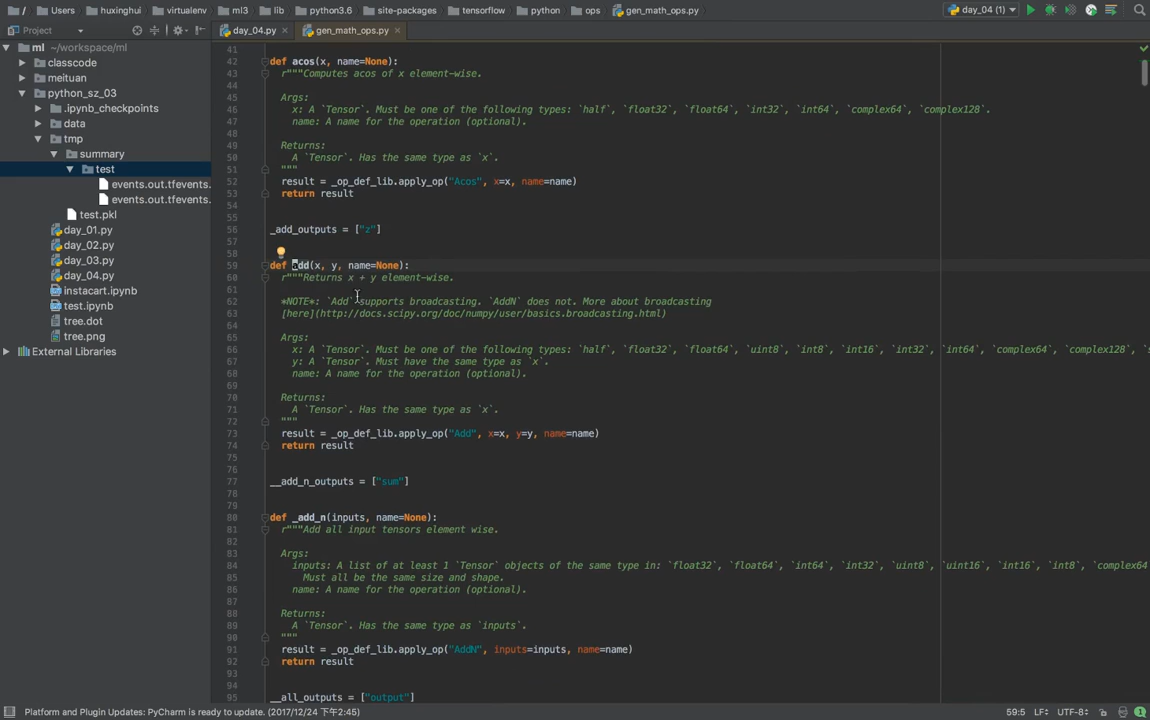 / Users huxinghui virtualenv ml3 lib python3.6 site-packages tensorflow python ops gen_math_ops.py day_04 (1)
Project day_04.py × gen_math_ops.py ×
ml ~/workspace/ml
classcode
meituan
python_sz_03
.ipynb_checkpoints
data
tmp
summary
test
events.out.tfevents.
events.out.tfevents.
test.pkl
day_01.py
day_02.py
day_03.py
day_04.py
instacart.ipynb
test.ipynb
tree.dot
tree.png
External Libraries
41
42 def acos(x, name=None):
43 r"""Computes acos of x element-wise.
44
45 Args:
46 x: A `Tensor`. Must be one of the following types: `half`, `float32`, `float64`, `int32`, `int64`, `complex64`, `complex128`.
47 name: A name for the operation (optional).
48
49 Returns:
50 A `Tensor`. Has the same type as `x`.
51 """
52 result = _op_def_lib.apply_op("Acos", x=x, name=name)
53 return result
54
55
56 _add_outputs = ["z"]
57
58
59 def add(x, y, name=None):
60 r"""Returns x + y element-wise.
61
62 *NOTE*: `Add` supports broadcasting. `AddN` does not. More about broadcasting
63 [here](http://docs.scipy.org/doc/numpy/user/basics.broadcasting.html)
64
65 Args:
66 x: A `Tensor`. Must be one of the following types: `half`, `float32`, `float64`, `uint8`, `int8`, `int16`, `int32`, `int64`, `complex64`, `complex128`,
67 y: A `Tensor`. Must have the same type as `x`.
68 name: A name for the operation (optional).
69
70 Returns:
71 A `Tensor`. Has the same type as `x`.
72 """
73 result = _op_def_lib.apply_op("Add", x=x, y=y, name=name)
74 return result
75
76
77 __add_n_outputs = ["sum"]
78
79
80 def _add_n(inputs, name=None):
81 r"""Add all input tensors element wise.
82
83 Args:
84 inputs: A list of at least 1 `Tensor` objects of the same type in: `float32`, `float64`, `int64`, `int32`, `uint8`, `uint16`, `int16`, `int8`, `complex64
85 Must all be the same size and shape.
86 name: A name for the operation (optional).
87
88 Returns:
89 A `Tensor`. Has the same type as `inputs`.
90 """
91 result = _op_def_lib.apply_op("AddN", inputs=inputs, name=name)
92 return result
93
94
95 __all_outputs = ["output"]
Platform and Plugin Updates: PyCharm is ready to update. (2017/12/24 下午2:45) 59:5 LF UTF-8 1